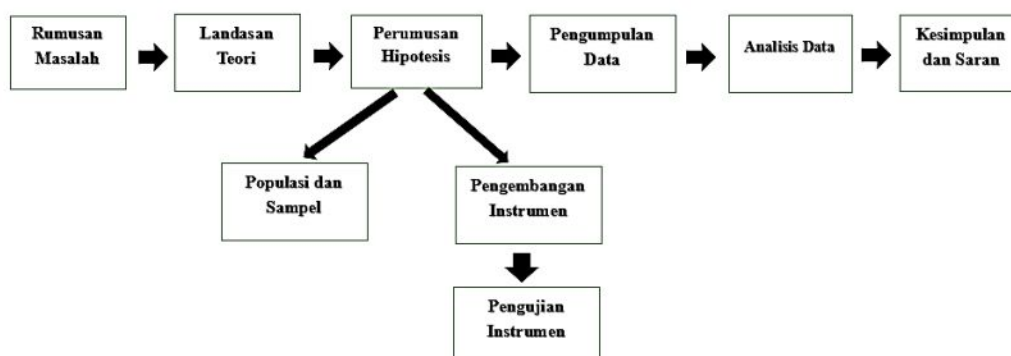 Rumusan
Masalah
Landasan
Teori
Perumusan
Hipotesis
Pengumpulan
Data
Analisis Data
Kesimpulan
dan Saran
Populasi dan
Sampel
Pengembangan
Instrumen
Pengujian
Instrumen